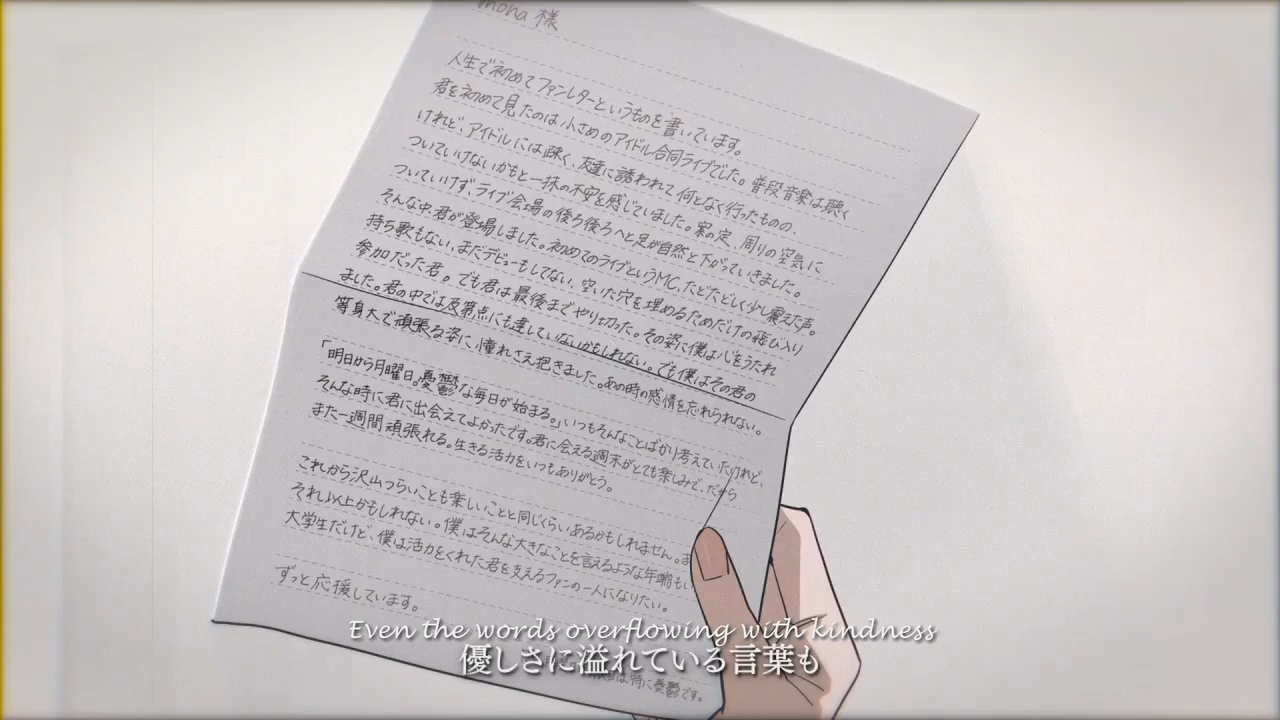 mona 様
人生で初めてファンレターというものを書いています。
君を初めて見たのは小さめのアイドル合同ライブでした。普段音楽は聴く
けれど、アイドルには疎く、友達に誘われて何となく行ったものの、
ついていけないかもと一抹の不安を感じていました。案の定、周りの空気に
ついていけず、ライブ会場の後ろ後ろへと足が自然と下がっていきました。
そんな中、君が登場しました。初めてのライブというMC、たどたどしく少し震えた声。
持ち歌もない、まだデビューもしてない、空いた穴を埋めるためだけの飛び入り
参加だった君。でも君は最後までやり切った。その姿に僕は心をうたれ
ました。君の中では及第点にも達していないかもしれない。でも僕はその君の
等身大で頑張る姿に、憧れさえ抱きました。あの時の感情を忘れられない。
「明日から月曜日。憂鬱な毎日が始まる。」いつもそんなことばかり考えていたけれど、
そんな時に君に出会えてよかったです。君に会える週末がとても楽しみで、だから
また一週間頑張れる。生きる活力をいつもありがとう。
これから沢山つらいことも楽しいことと同じくらいあるかもしれません。ま
それ以上かもしれない。僕はそんな大きなことを言えるような年齢もい
大学生だけど、僕は活力をくれた君を支えるファンの一人になりたい。
ずっと応援しています。
は特に憂鬱です。
Even the words overflowing with kindness
優しさに溢れている言葉も